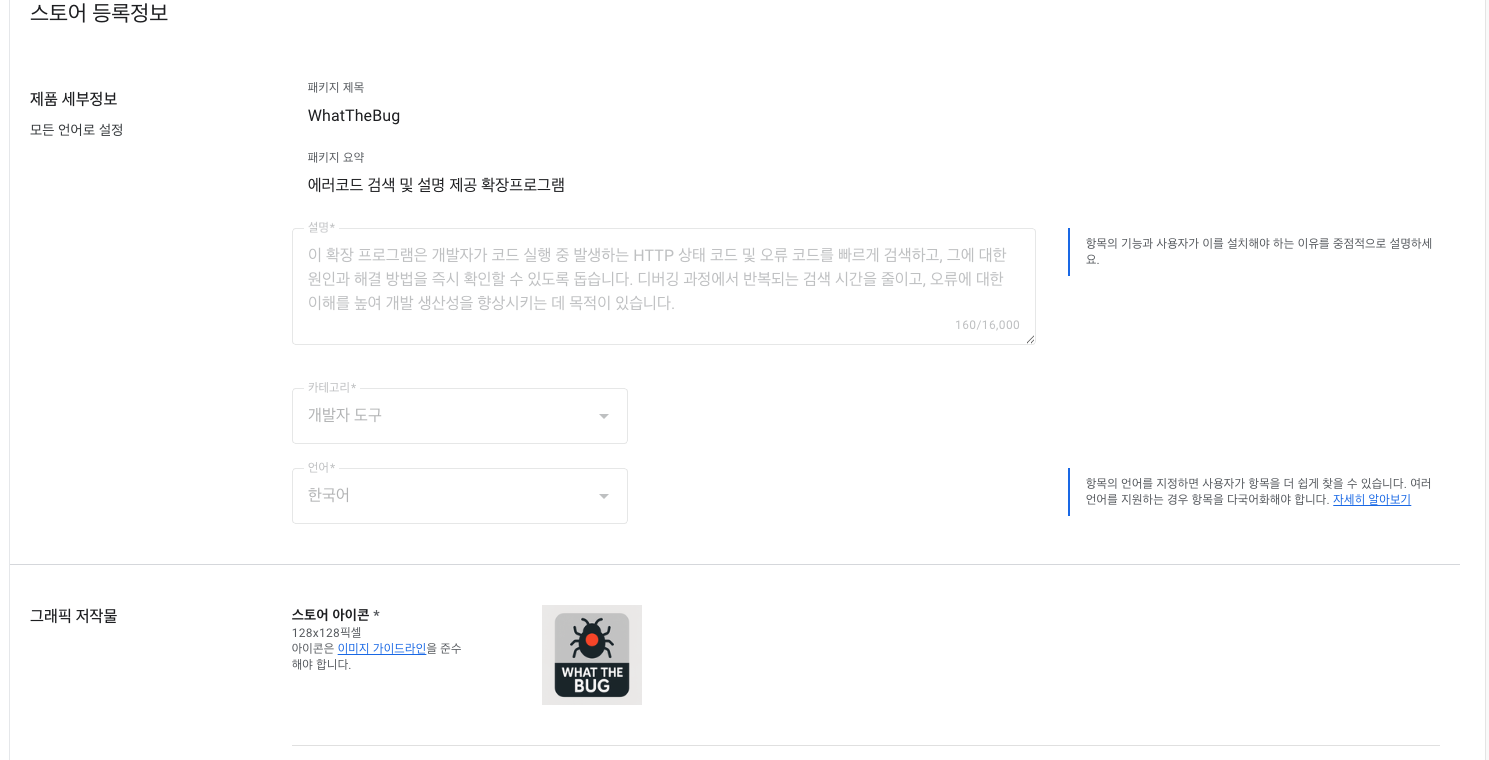 스토어 등록정보
제품 세부정보
모든 언어로 설정
패키지 제목
WhatTheBug
패키지 요약
에러코드 검색 및 설명 제공 확장프로그램
설명*
이 확장 프로그램은 개발자가 코드 실행 중 발생하는 HTTP 상태 코드 및 오류 코드를 빠르게 검색하고, 그에 대한
원인과 해결 방법을 즉시 확인할 수 있도록 돕습니다. 디버깅 과정에서 반복되는 검색 시간을 줄이고, 오류에 대한
이해를 높여 개발 생산성을 향상시키는 데 목적이 있습니다.
160/16,000
항목의 기능과 사용자가 이를 설치해야 하는 이유를 중점적으로 설명하세
요.
카테고리*
개발자 도구
언어*
한국어
항목의 언어를 지정하면 사용자가 항목을 더 쉽게 찾을 수 있습니다. 여러
언어를 지원하는 경우 항목을 다국어화해야 합니다. 자세히 알아보기
그래픽 저작물
스토어 아이콘 *
128x128픽셀
아이콘은 이미지 가이드라인을 준수
해야 합니다.
WHAT THE
BUG